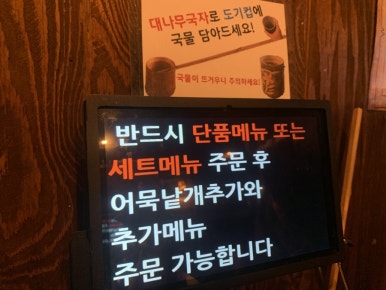 대나무국자로 도기컵에
국물 담아드세요!
국물이 뜨거우니 주의하세요!
반드시 단품메뉴 또는
세트메뉴 주문 후
어묵낱개추가와
추가메뉴
주문 가능합니다